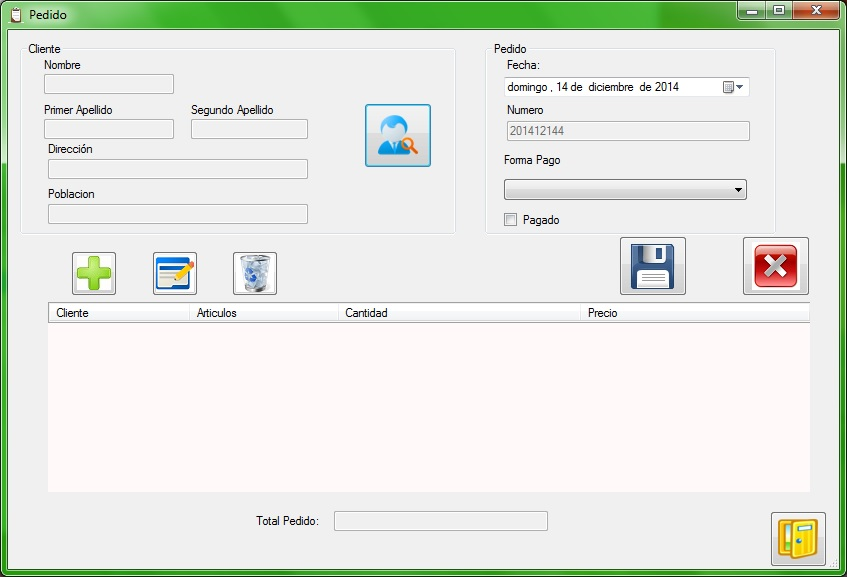 Pedido
Cliente
Nombre
Primer Apellido
Segundo Apellido
Dirección
Poblacion
Pedido
Fecha:
domingo , 14 de diciembre de 2014
Numero
201412144
Forma Pago
Pagado
Cliente Articulos Cantidad Precio
Total Pedido: